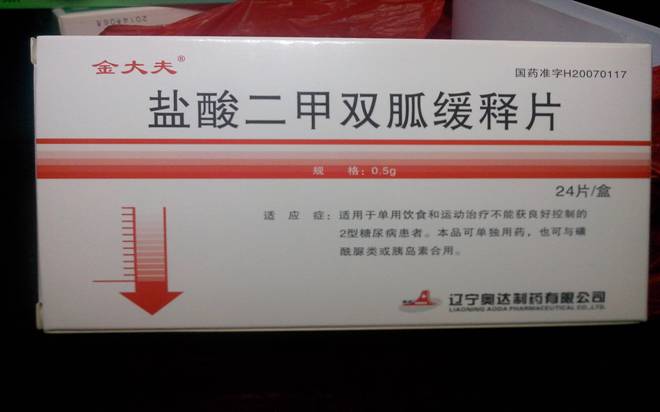 金大夫®
国药准字H20070117
盐酸二甲双胍缓释片
规 格：0.5g
24片/盒
适 应 症：适用于单用饮食和运动治疗不能获良好控制的
2型糖尿病患者。本品可单独用药，也可与磺
酰脲类或胰岛素合用。
辽宁奥达制药有限公司
LIAONING AODA PHARMACEUTICAL CO.,LTD.